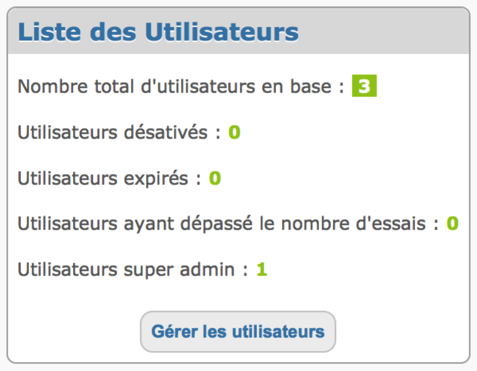 Liste des Utilisateurs
Nombre total d'utilisateurs en base : 3
Utilisateurs désativés : 0
Utilisateurs expirés : 0
Utilisateurs ayant dépassé le nombre d'essais : 0
Utilisateurs super admin : 1
Gérer les utilisateurs